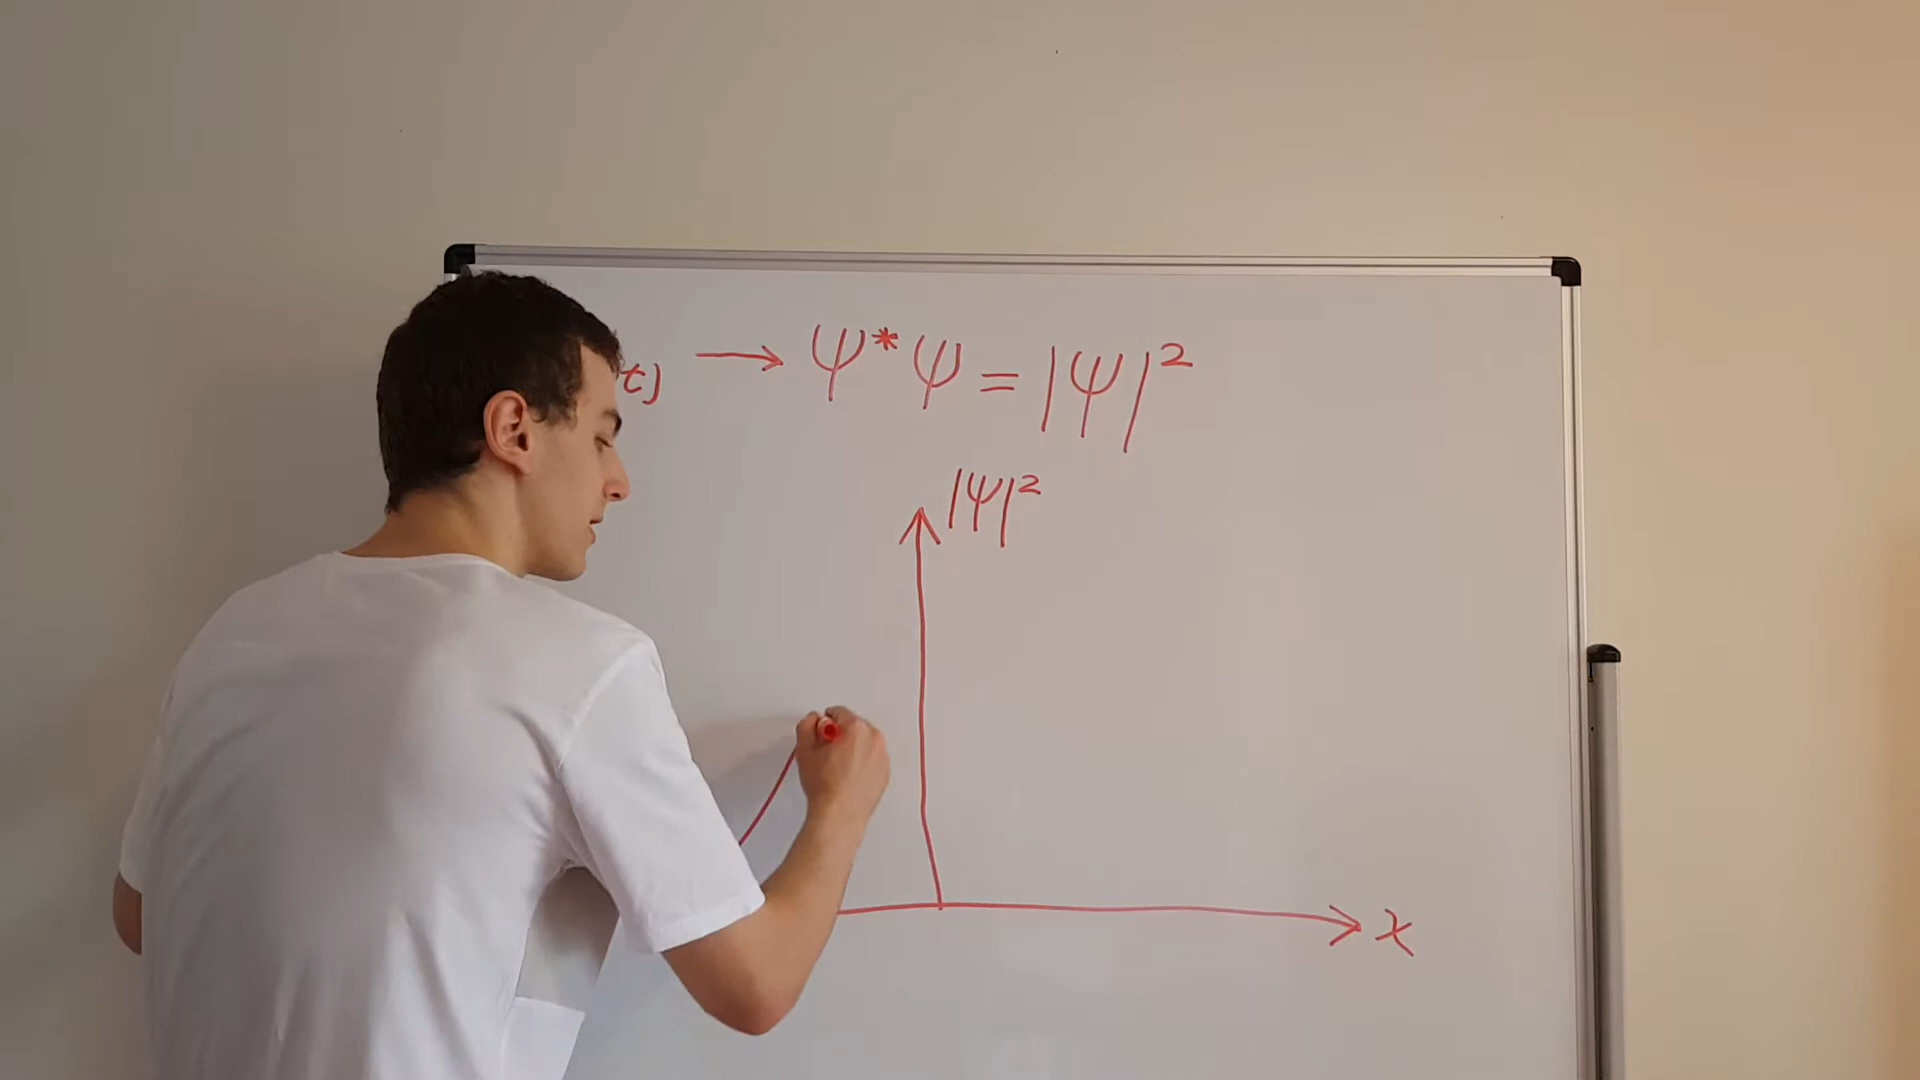 t) → ψ*ψ = |ψ|²
|ψ|²
x